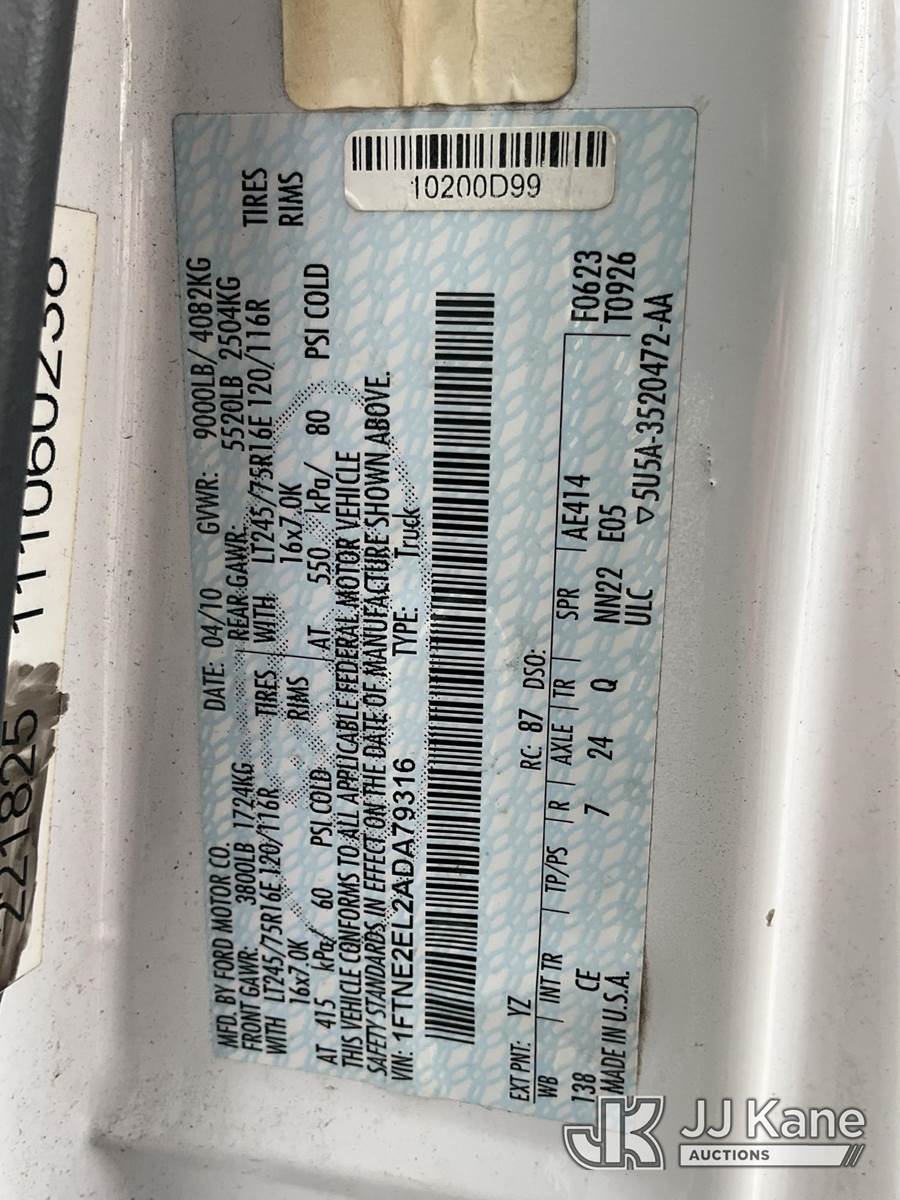 10200D99
MFD. BY FORD MOTOR CO. DATE: 04/10 GVWR: 9000LB/ 4082KG
FRONT GAWR: 3800LB 1724KG REAR GAWR: 5520LB 2504KG
WITH LT245/75R16E 120/116R TIRES WITH LT245/75R16E 120/116R TIRES
16x7.0K RIMS 16x7.0K RIMS
AT 415 kPa/ 60 PSI COLD AT 550 kPa/ 80 PSI COLD
THIS VEHICLE CONFORMS TO ALL APPLICABLE FEDERAL MOTOR VEHICLE
SAFETY STANDARDS IN EFFECT ON THE DATE OF MANUFACTURE SHOWN ABOVE.
VIN: 1FTNE2EL2ADA79316 TYPE: Truck
EXT PNT: YZ RC: 87 DSO: F0623
WB INT TR TP/PS R AXLE TR SPR AE414 T0926
138 CE 7 24 Q NN22 E05
MADE IN U.S.A. ULC ▽5U5A-3520472-AA
221825 1110602
JK JJ Kane
AUCTIONS